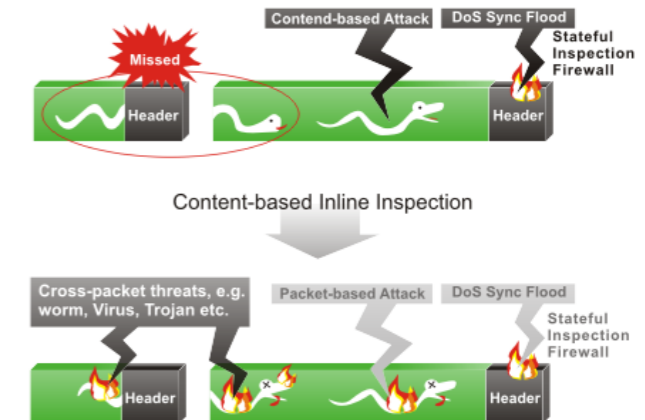 Contend-based Attack
DoS Sync Flood
Stateful
Inspection
Firewall
Missed
Header
Header
Content-based Inline Inspection
Cross-packet threats, e.g.
worm, Virus, Trojan etc.
Packet-based Attack
DoS Sync Flood
Stateful
Inspection
Firewall
Header
Header